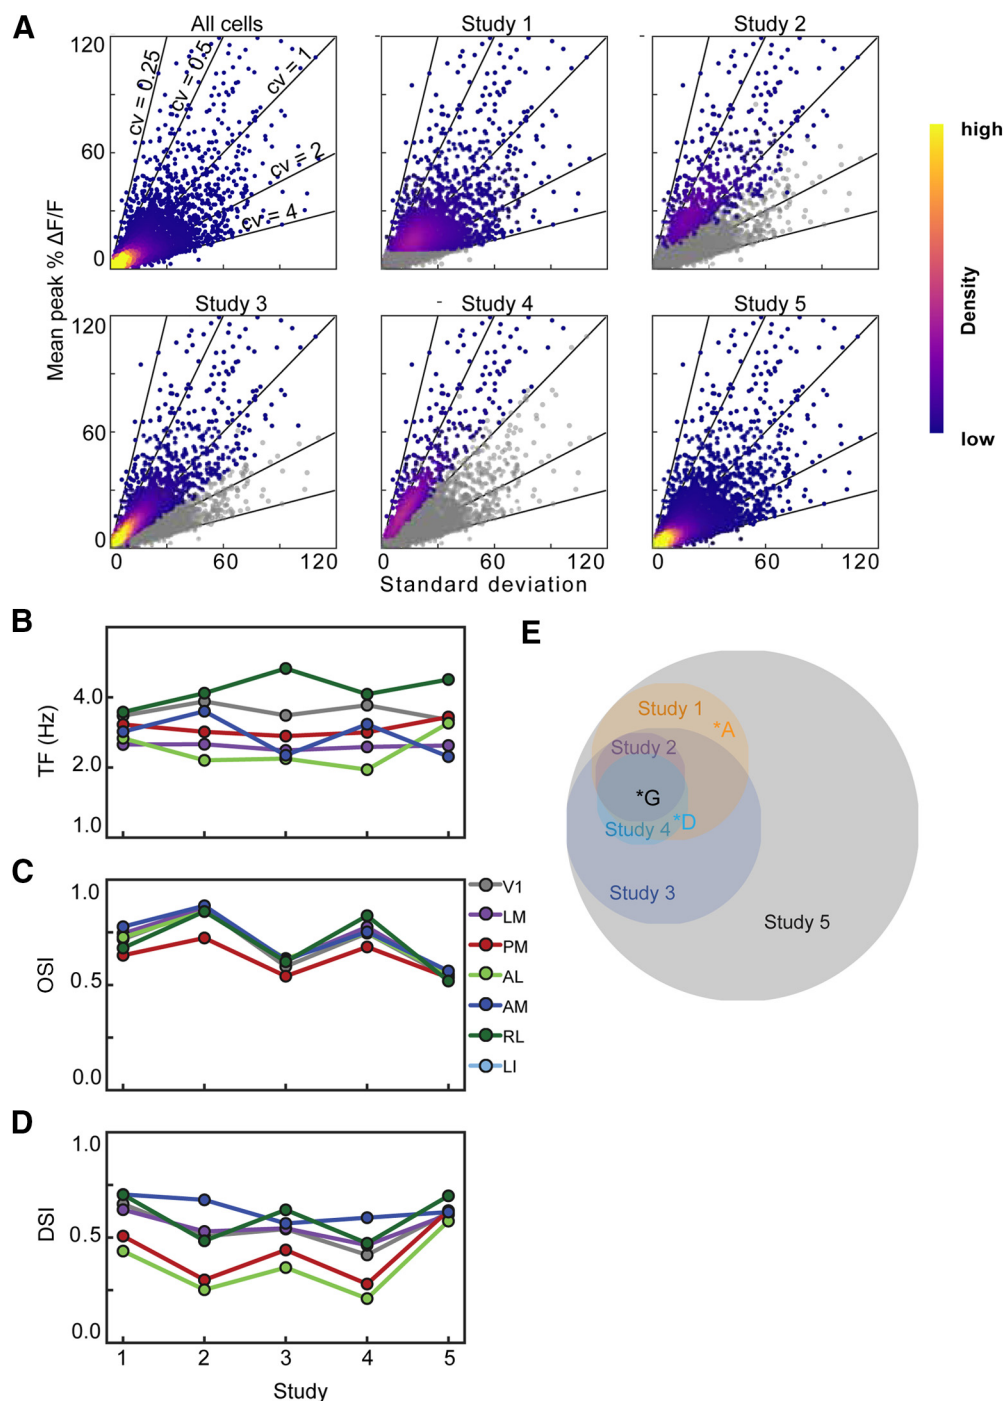 A
All cells
Study 1
Study 2
120
60
0
cv = 0.25
cv = 0.5
cv = 1
cv = 2
cv = 4
Mean peak % ΔF/F
high
Density
low
Study 3
Study 4
Study 5
120
60
0
0 60 120
0 60 120
0 60 120
Standard deviation
B
TF (Hz)
4.0
2.0
1.0
C
OSI
1.0
0.5
0.0
V1
LM
PM
AL
AM
RL
LI
D
DSI
1.0
0.5
0.0
1 2 3 4 5
Study
E
Study 1
*A
Study 2
*G
Study 4
*D
Study 3
Study 5